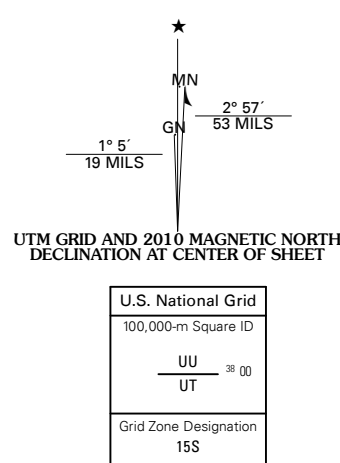 ★
MN
GN
2° 57´
53 MILS
1° 5´
19 MILS
UTM GRID AND 2010 MAGNETIC NORTH
DECLINATION AT CENTER OF SHEET
U.S. National Grid
100,000-m Square ID
UU
38 00
UT
Grid Zone Designation
15S